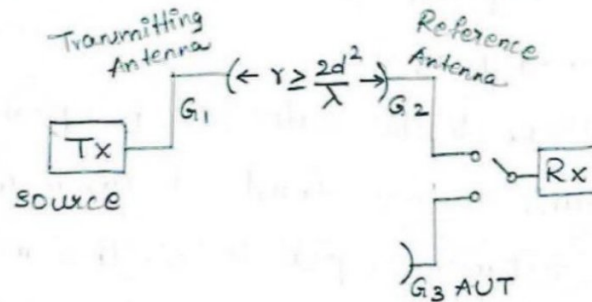 Transmitting
Antenna
Reference
Antenna
← r ≥ 2d²/λ →
G1
G2
Tx
Source
Rx
G3 AUT